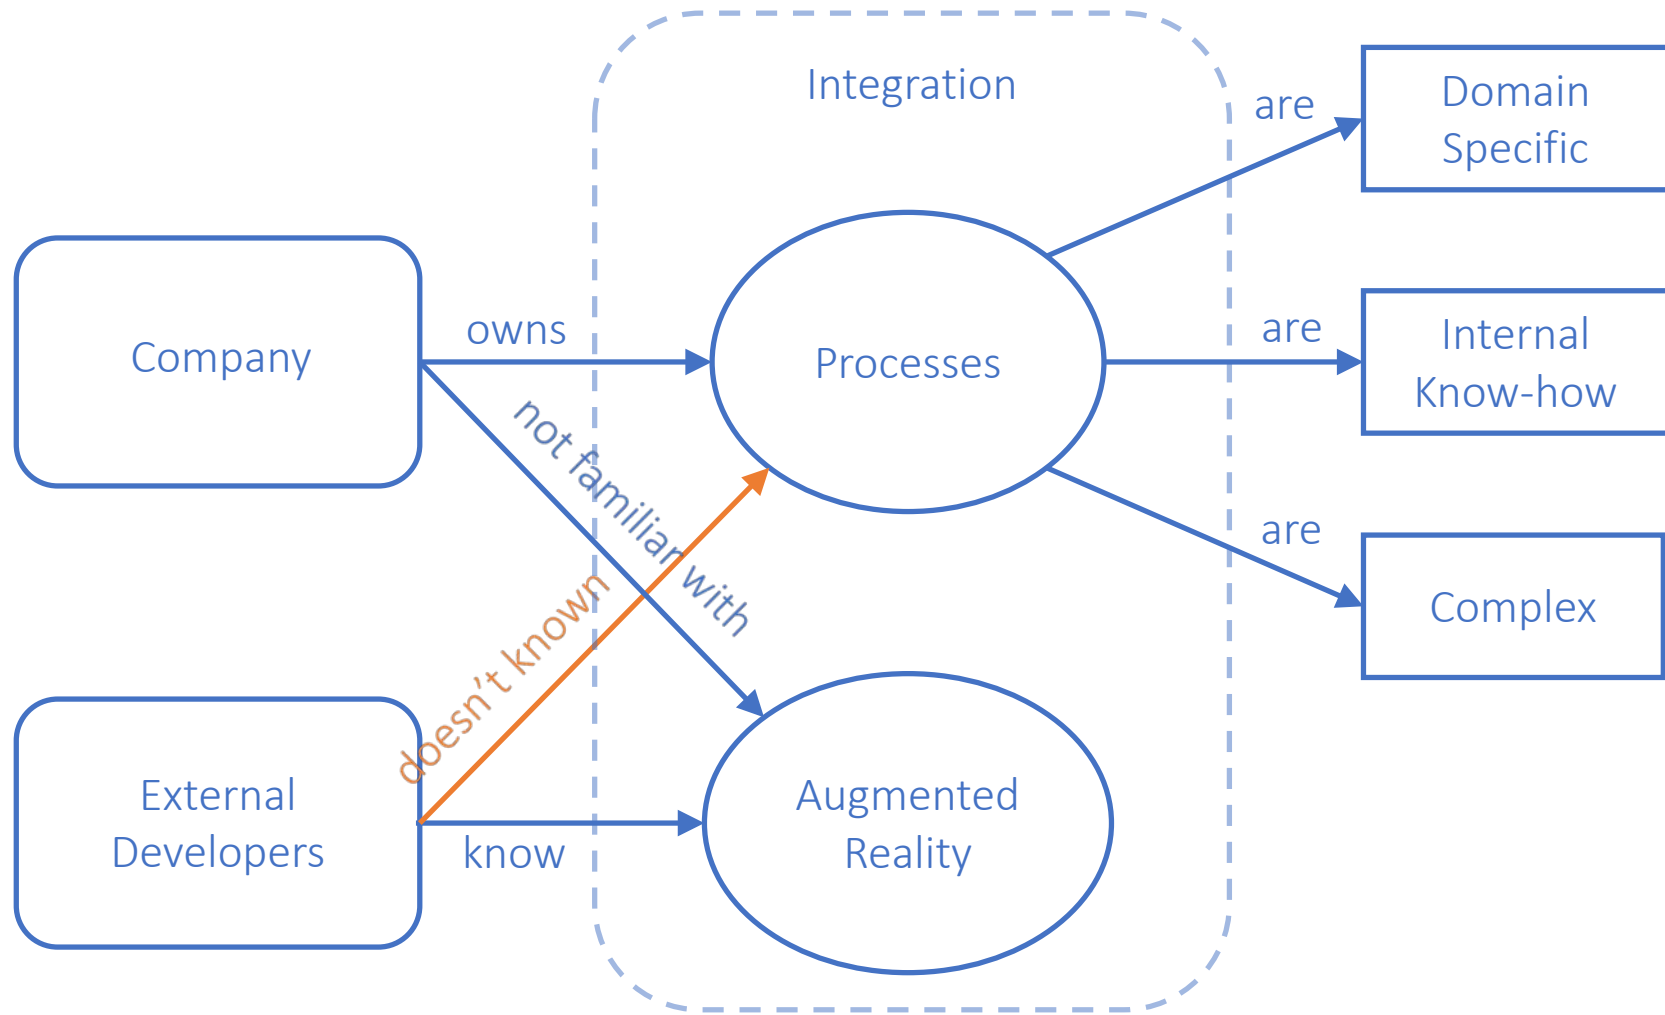 Integration
are
Domain
Specific
Company
owns
Processes
are
Internal
Know-how
not familiar with
are
Complex
doesn't known
External
Developers
know
Augmented
Reality